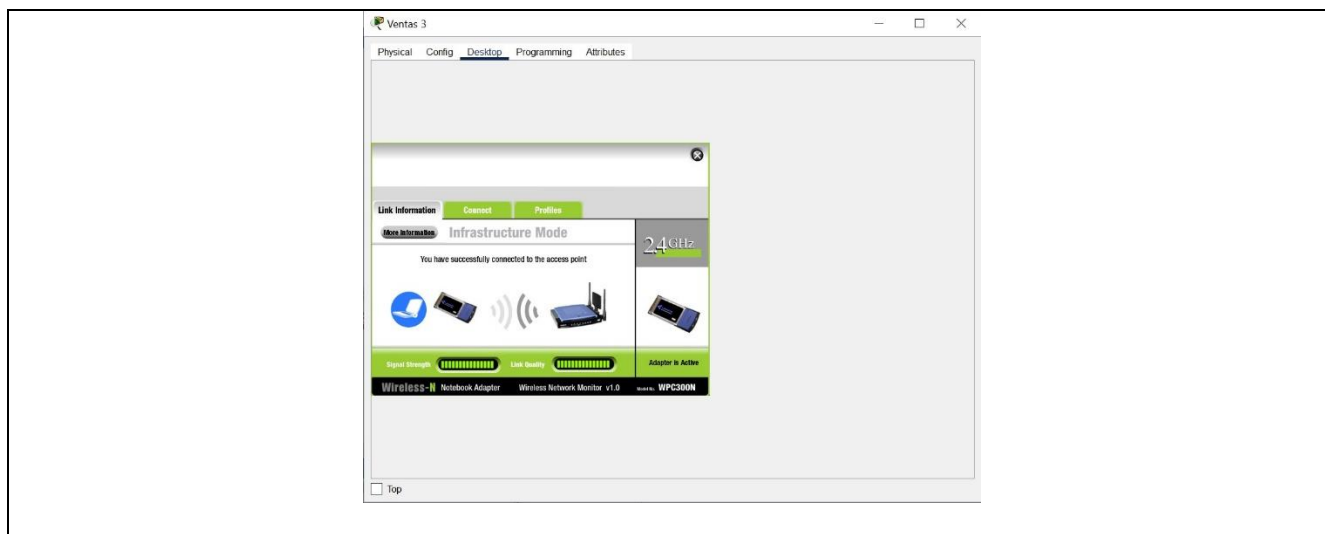 Ventas 3
Physical Config Desktop Programming Attributes
Link Information Connect Profiles
More Information Infrastructure Mode
2.4GHz
You have successfully connected to the access point
Signal Strength Link Quality Adapter is Active
Wireless-N Notebook Adapter Wireless Network Monitor v1.0 Model No. WPC300N
Top